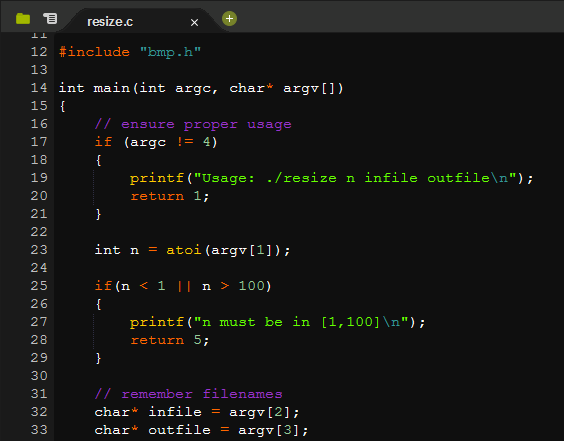 resize.c x +
11
12 #include "bmp.h"
13
14 int main(int argc, char* argv[])
15 {
16     // ensure proper usage
17     if (argc != 4)
18     {
19         printf("Usage: ./resize n infile outfile\n");
20         return 1;
21     }
22
23     int n = atoi(argv[1]);
24
25     if(n < 1 || n > 100)
26     {
27         printf("n must be in [1,100]\n");
28         return 5;
29     }
30
31     // remember filenames
32     char* infile = argv[2];
33     char* outfile = argv[3];